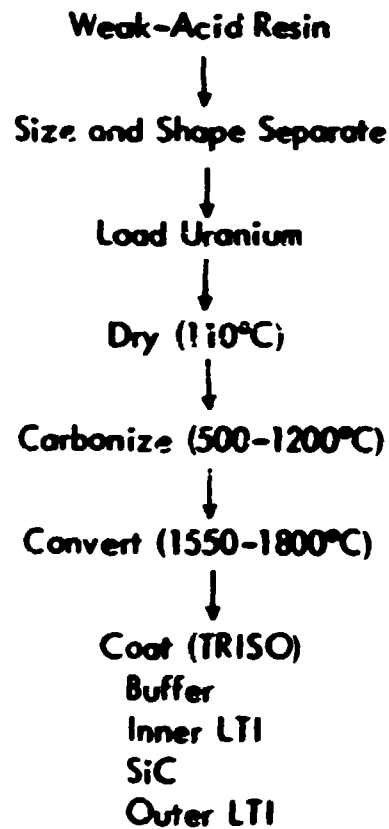 Weak-Acid Resin
Size and Shape Separate
Load Uranium
Dry (110°C)
Carbonize (500-1200°C)
Convert (1550-1800°C)
Coat (TRISO)
Buffer
Inner LTI
SiC
Outer LTI